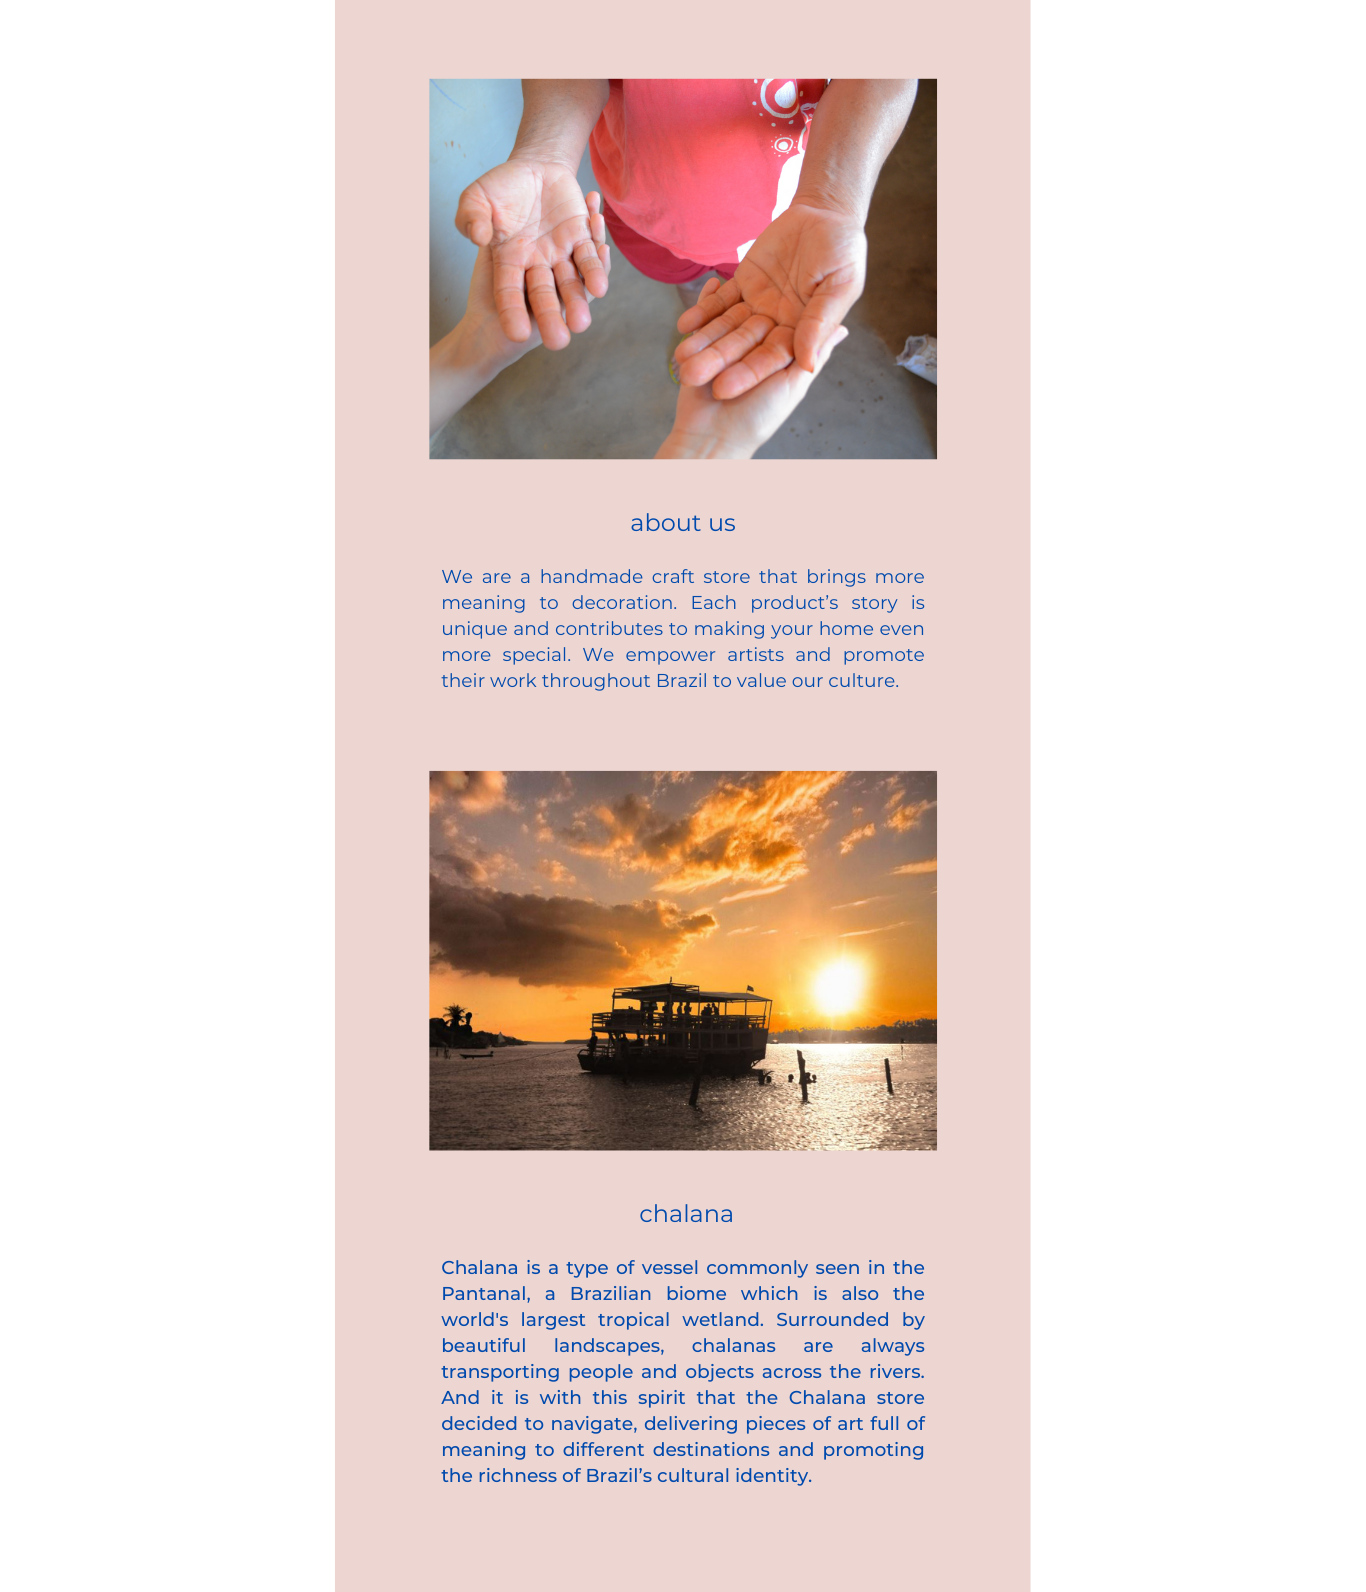 about us
We are a handmade craft store that brings more
meaning to decoration. Each product’s story is
unique and contributes to making your home even
more special. We empower artists and promote
their work throughout Brazil to value our culture.
chalana
Chalana is a type of vessel commonly seen in the
Pantanal, a Brazilian biome which is also the
world's largest tropical wetland. Surrounded by
beautiful landscapes, chalanas are always
transporting people and objects across the rivers.
And it is with this spirit that the Chalana store
decided to navigate, delivering pieces of art full of
meaning to different destinations and promoting
the richness of Brazil’s cultural identity.